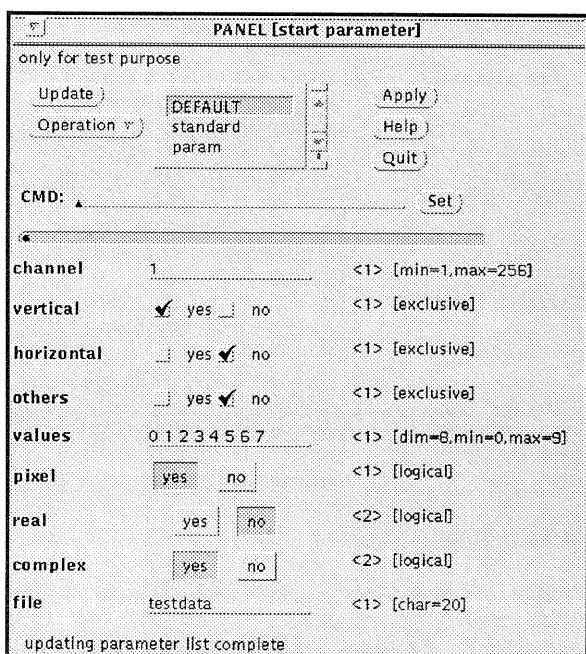 PANEL [start parameter]
only for test purpose
Update
DEFAULT
Apply
Operation
standard
Help
param
Quit
CMD:
Set
channel 1 <1> [min=1,max=256]
vertical yes no <1> [exclusive]
horizontal yes no <1> [exclusive]
others yes no <1> [exclusive]
values 0 1 2 3 4 5 6 7 <1> [dim=8,min=0,max=9]
pixel yes no <1> [logical]
real yes no <2> [logical]
complex yes no <2> [logical]
file testdata <1> [char=20]
updating parameter list complete